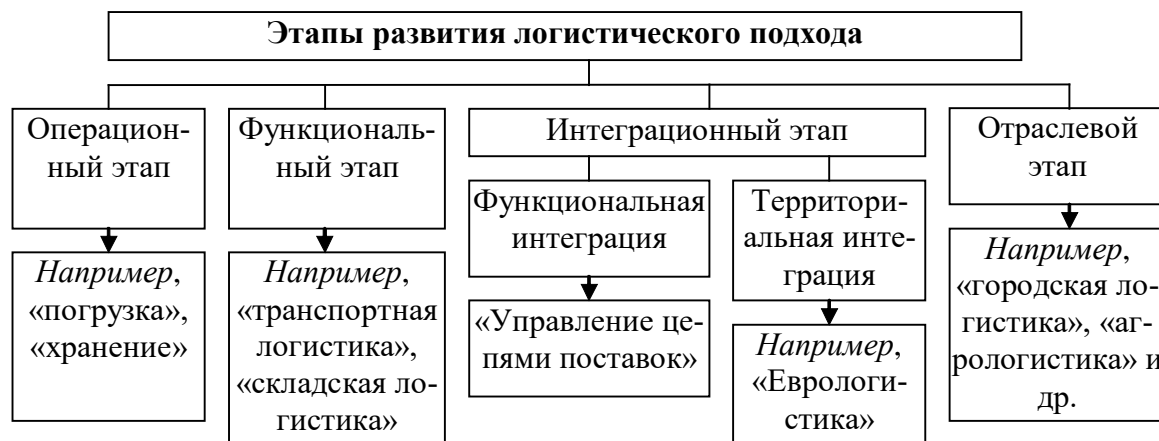 Этапы развития логистического подхода
Операцион-
ный этап
Функциональ-
ный этап
Интеграционный этап
Отраслевой
этап
Функциональная
интеграция
Территори-
альная инте-
грация
Например,
«погрузка»,
«хранение»
Например,
«транспортная
логистика»,
«складская ло-
гистика»
«Управление це-
пями поставок»
Например,
«Еврологи-
стика»
Например,
«городская ло-
гистика», «аг-
рологистика» и
др.